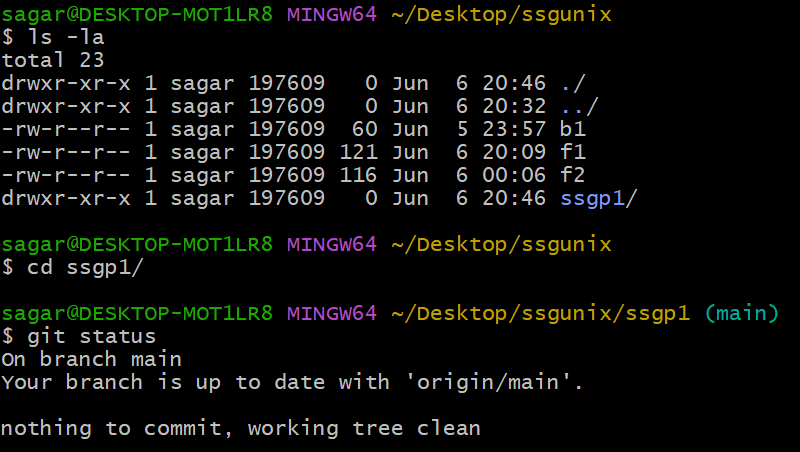 sagar@DESKTOP-MOT1LR8 MINGW64 ~/Desktop/ssgunix
$ ls -la
total 23
drwxr-xr-x 1 sagar 197609   0 Jun  6 20:46 ./
drwxr-xr-x 1 sagar 197609   0 Jun  6 20:32 ../
-rw-r--r-- 1 sagar 197609  60 Jun  5 23:57 b1
-rw-r--r-- 1 sagar 197609 121 Jun  6 20:09 f1
-rw-r--r-- 1 sagar 197609 116 Jun  6 00:06 f2
drwxr-xr-x 1 sagar 197609   0 Jun  6 20:46 ssgp1/
sagar@DESKTOP-MOT1LR8 MINGW64 ~/Desktop/ssgunix
$ cd ssgp1/
sagar@DESKTOP-MOT1LR8 MINGW64 ~/Desktop/ssgunix/ssgp1 (main)
$ git status
On branch main
Your branch is up to date with 'origin/main'.
nothing to commit, working tree clean